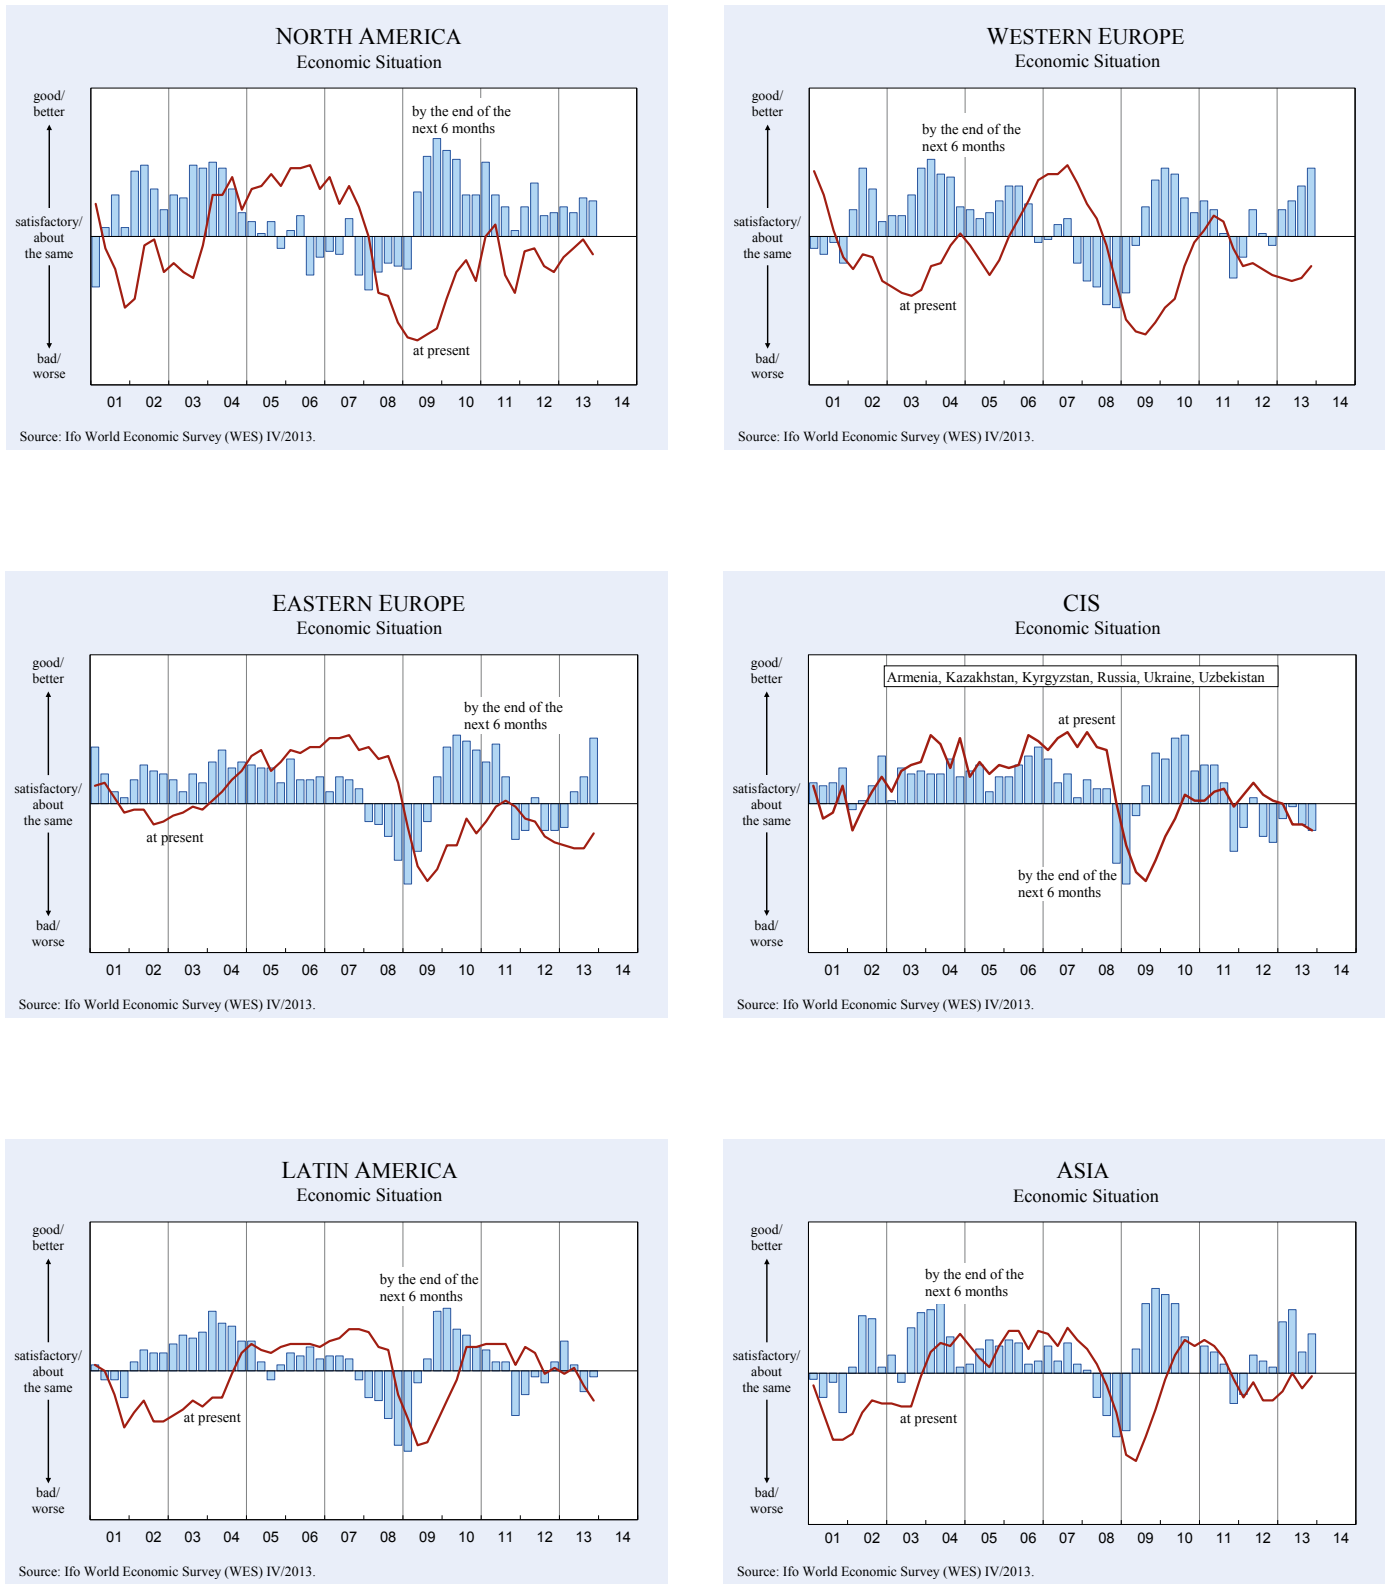 NORTH AMERICA
Economic Situation
good/
better
by the end of the
next 6 months
satisfactory/
about
the same
at present
bad/
worse
01 02 03 04 05 06 07 08 09 10 11 12 13 14
Source: Ifo World Economic Survey (WES) IV/2013.
WESTERN EUROPE
Economic Situation
good/
better
by the end of the
next 6 months
satisfactory/
about
the same
at present
bad/
worse
01 02 03 04 05 06 07 08 09 10 11 12 13 14
Source: Ifo World Economic Survey (WES) IV/2013.
EASTERN EUROPE
Economic Situation
good/
better
by the end of the
next 6 months
satisfactory/
about
the same
at present
bad/
worse
01 02 03 04 05 06 07 08 09 10 11 12 13 14
Source: Ifo World Economic Survey (WES) IV/2013.
CIS
Economic Situation
good/
better
Armenia, Kazakhstan, Kyrgyzstan, Russia, Ukraine, Uzbekistan
at present
satisfactory/
about
the same
by the end of the
next 6 months
bad/
worse
01 02 03 04 05 06 07 08 09 10 11 12 13 14
Source: Ifo World Economic Survey (WES) IV/2013.
LATIN AMERICA
Economic Situation
good/
better
by the end of the
next 6 months
satisfactory/
about
the same
at present
bad/
worse
01 02 03 04 05 06 07 08 09 10 11 12 13 14
Source: Ifo World Economic Survey (WES) IV/2013.
ASIA
Economic Situation
good/
better
by the end of the
next 6 months
satisfactory/
about
the same
at present
bad/
worse
01 02 03 04 05 06 07 08 09 10 11 12 13 14
Source: Ifo World Economic Survey (WES) IV/2013.